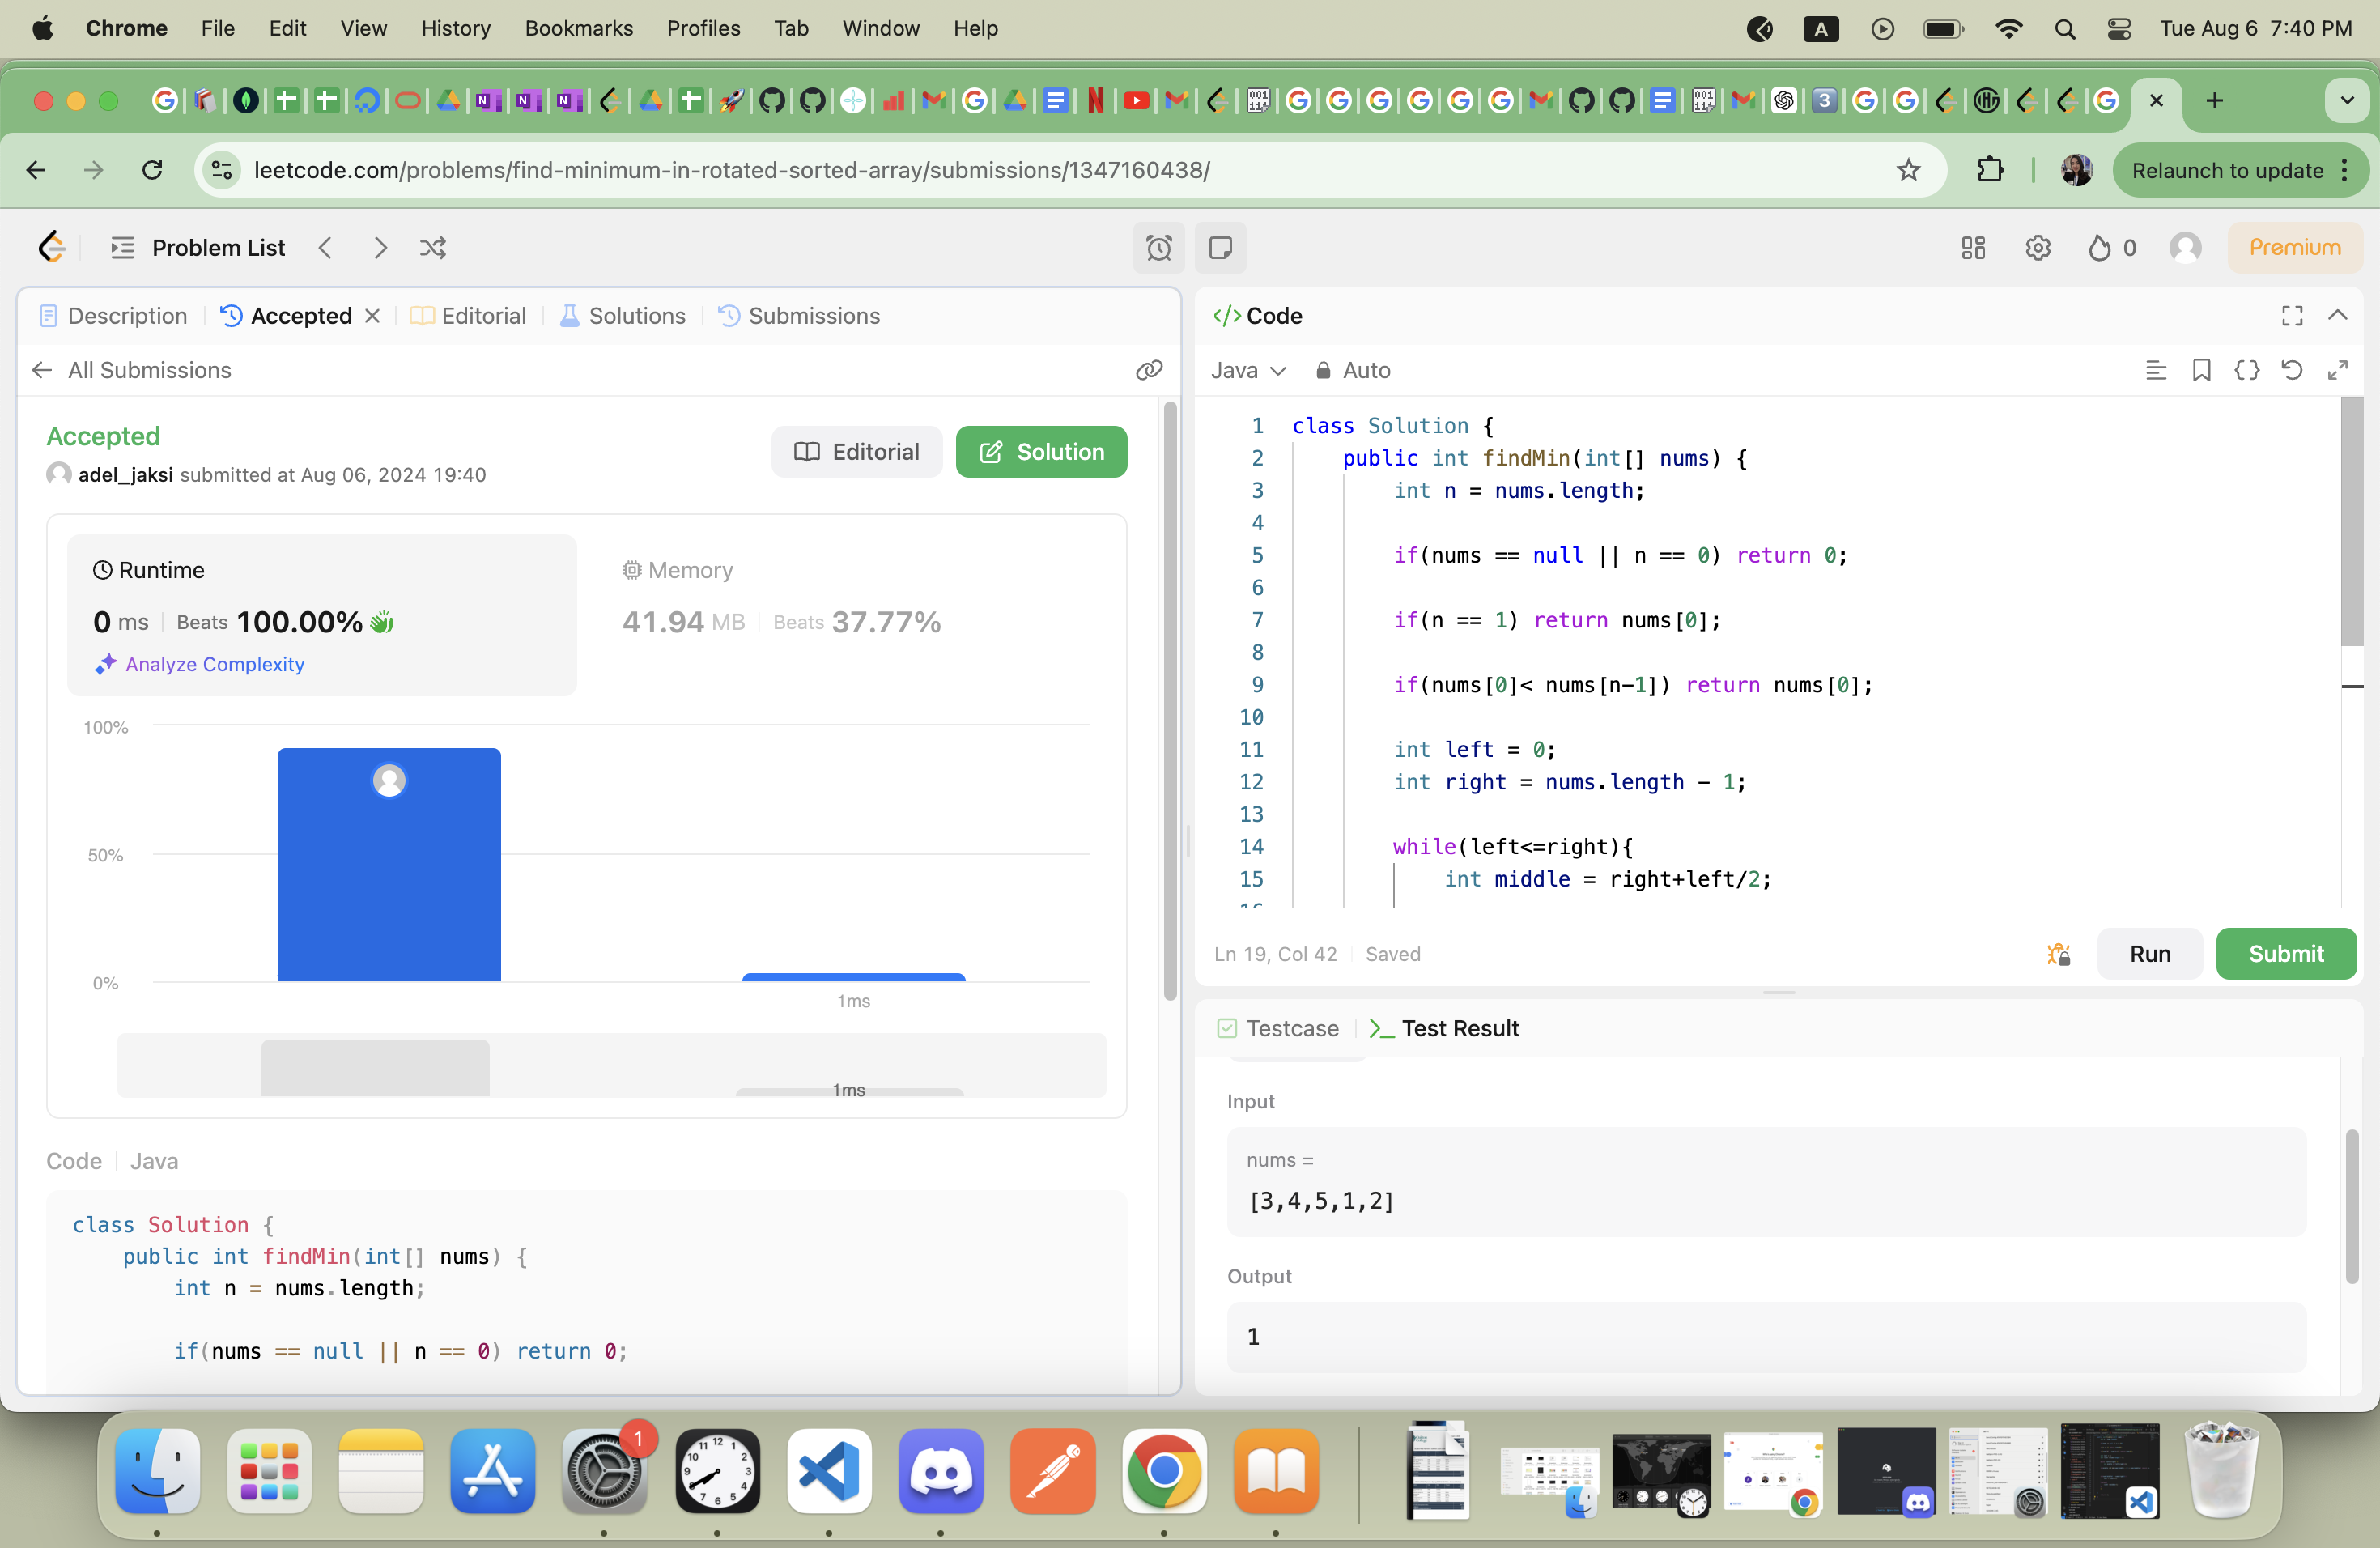 Chrome File Edit View History Bookmarks Profiles Tab Window Help A Tue Aug 6 7:40 PM
leetcode.com/problems/find-minimum-in-rotated-sorted-array/submissions/1347160438/ Relaunch to update
Problem List 0 Premium
Description Accepted Editorial Solutions Submissions
All Submissions
Accepted
adel_jaksi submitted at Aug 06, 2024 19:40
Editorial Solution
Runtime
0 ms Beats 100.00%
Analyze Complexity
Memory
41.94 MB Beats 37.77%
100%
50%
0%
1ms
1ms
Code Java
class Solution {
public int findMin(int[] nums) {
int n = nums.length;
if(nums == null || n == 0) return 0;
Code
Java Auto
1 class Solution {
2 public int findMin(int[] nums) {
3 int n = nums.length;
4
5 if(nums == null || n == 0) return 0;
6
7 if(n == 1) return nums[0];
8
9 if(nums[0]< nums[n-1]) return nums[0];
10
11 int left = 0;
12 int right = nums.length - 1;
13
14 while(left<=right){
15 int middle = right+left/2;
16
Ln 19, Col 42 Saved Run Submit
Testcase Test Result
Input
nums =
[3,4,5,1,2]
Output
1
1